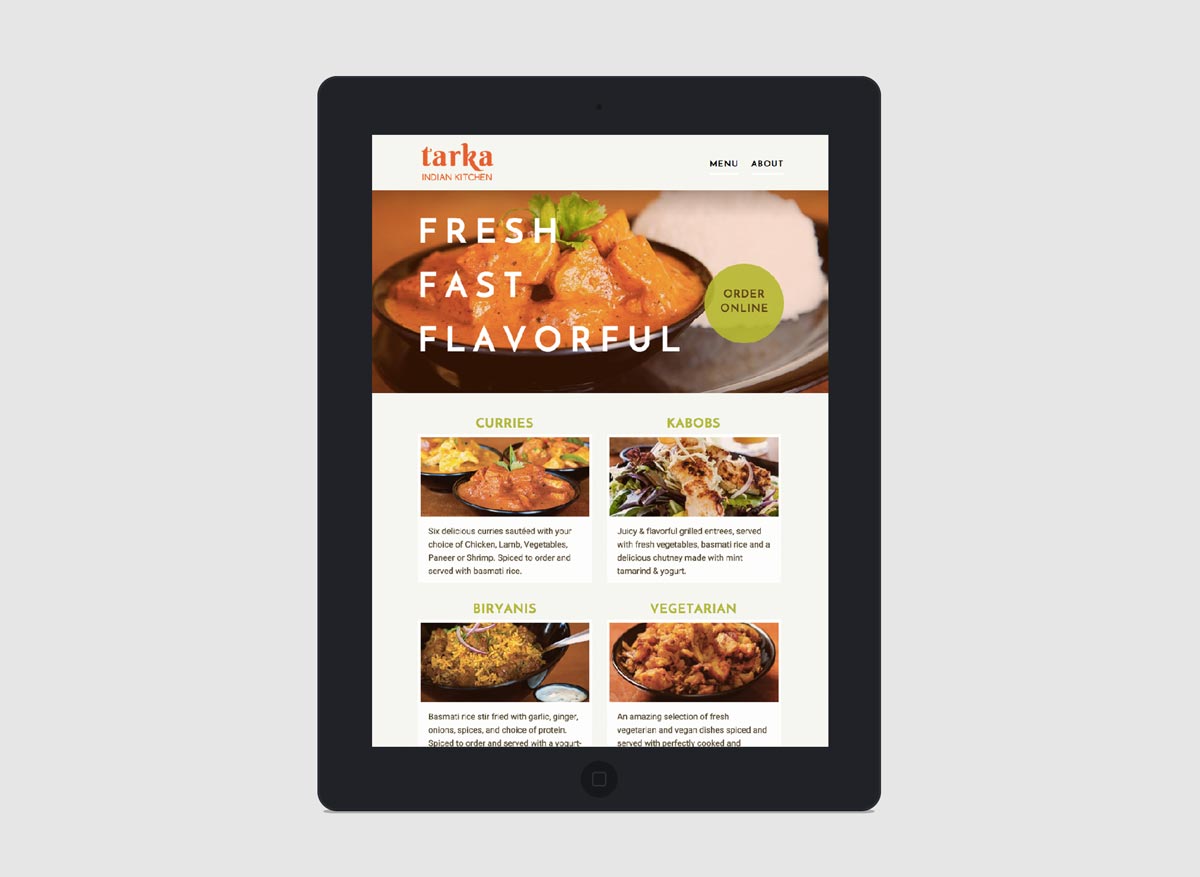 tarka
INDIAN KITCHEN
MENU ABOUT
FRESH
FAST
FLAVORFUL
ORDER
ONLINE
CURRIES
Six delicious curries sautéed with your
choice of Chicken, Lamb, Vegetables,
Paneer or Shrimp. Spiced to order and
served with basmati rice.
KABOBS
Juicy & flavorful grilled entrees, served
with fresh vegetables, basmati rice and a
delicious chutney made with mint
tamarind & yogurt.
BIRYANIS
Basmati rice stir fried with garlic, ginger,
onions, spices, and choice of protein.
Spiced to order and served with a yogurt-
VEGETARIAN
An amazing selection of fresh
vegetarian and vegan dishes spiced and
served with perfectly cooked and